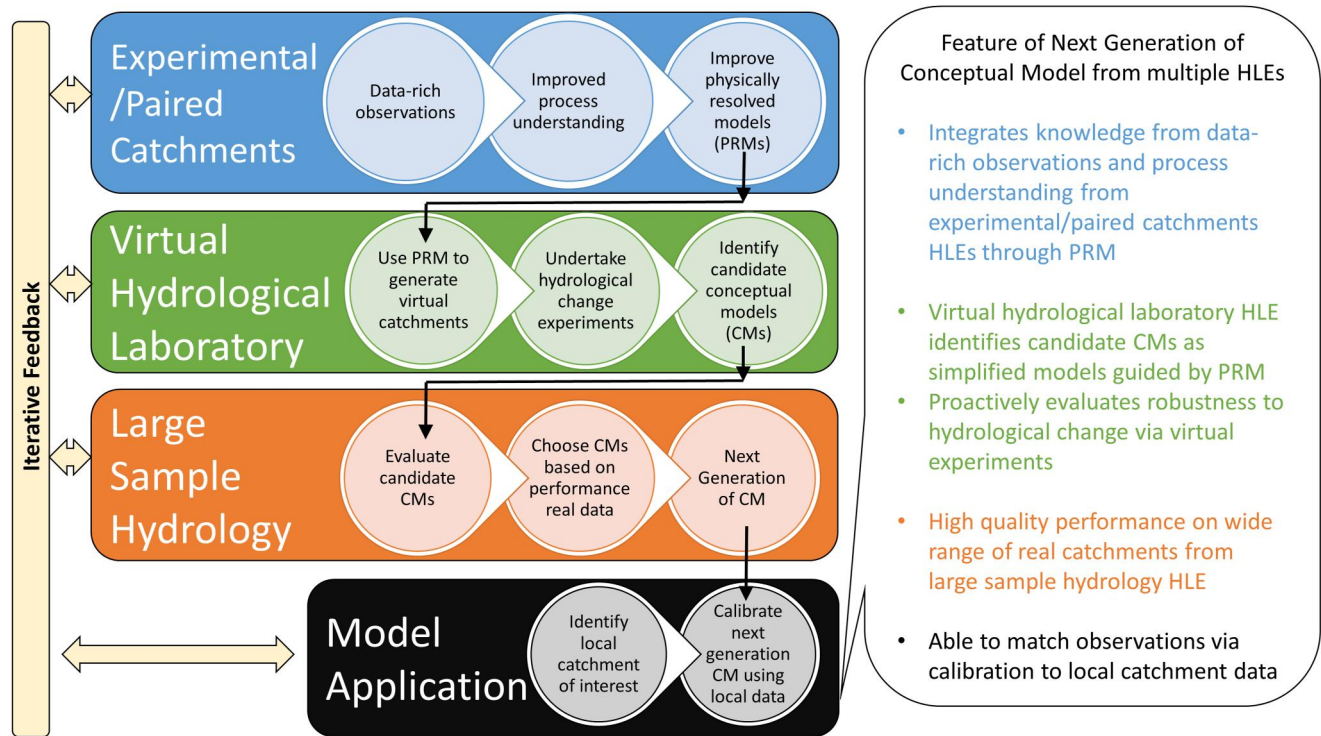 Iterative Feedback
Experimental
/Paired
Catchments
Data-rich
observations
Improved
process
understanding
Improve
physically
resolved
models
(PRMs)
Virtual
Hydrological
Laboratory
Use PRM to
generate
virtual
catchments
Undertake
hydrological
change
experiments
Identify
candidate
conceptual
models
(CMs)
Large
Sample
Hydrology
Evaluate
candidate
CMs
Choose CMs
based on
performance
real data
Next
Generation
of CM
Model
Application
Identify
local
catchment
of interest
Calibrate
next
generation
CM using
local data
Feature of Next Generation of
Conceptual Model from multiple HLEs
• Integrates knowledge from data-
rich observations and process
understanding from
experimental/paired catchments
HLEs through PRM
• Virtual hydrological laboratory HLE
identifies candidate CMs as
simplified models guided by PRM
• Proactively evaluates robustness to
hydrological change via virtual
experiments
• High quality performance on wide
range of real catchments from
large sample hydrology HLE
• Able to match observations via
calibration to local catchment data